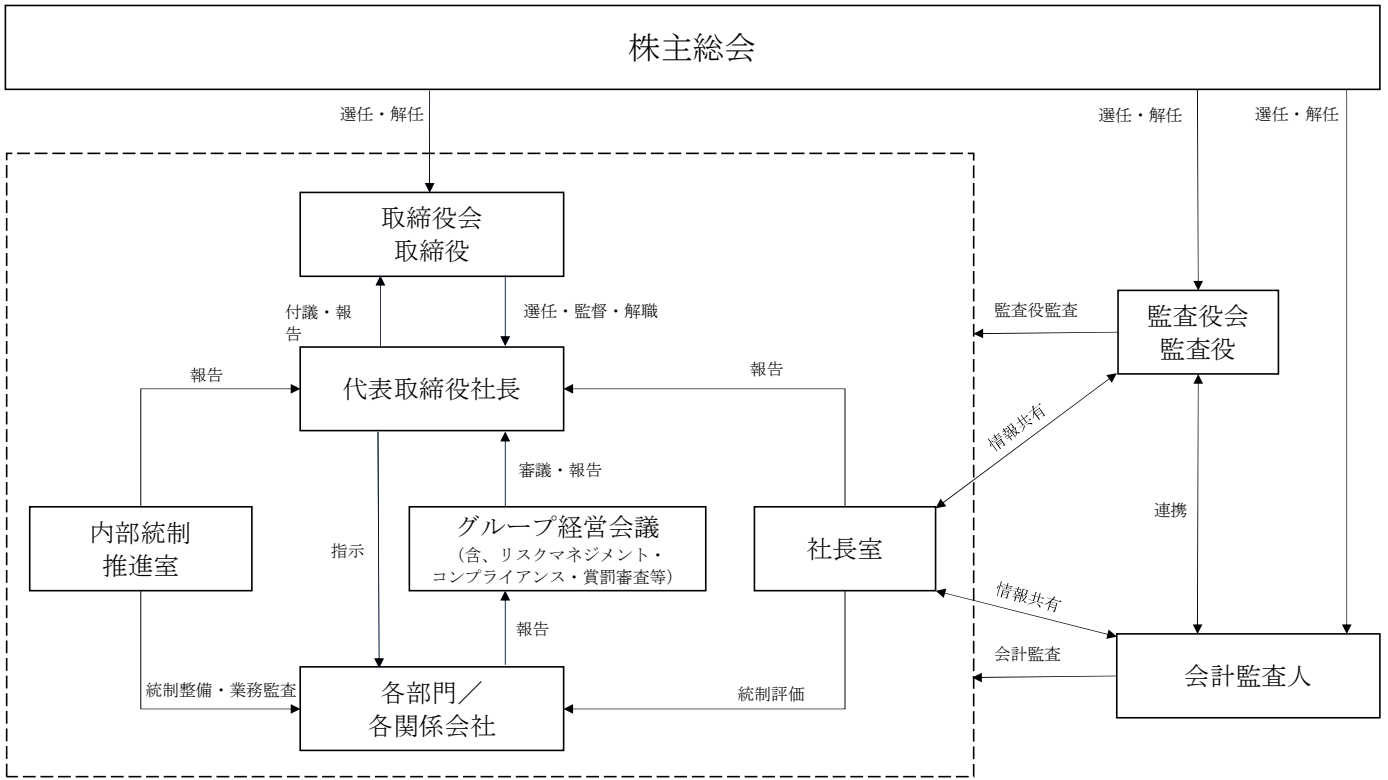 株主総会
選任・解任
選任・解任
選任・解任
取締役会
取締役
付議・報
告
選任・監督・解職
監査役監査
監査役会
監査役
報告
代表取締役社長
報告
情報共有
審議・報告
内部統制
推進室
指示
グループ経営会議
（含、リスクマネジメント・
コンプライアンス・賞罰審査等）
社長室
連携
情報共有
報告
会計監査
会計監査人
統制整備・業務監査
各部門／
各関係会社
統制評価